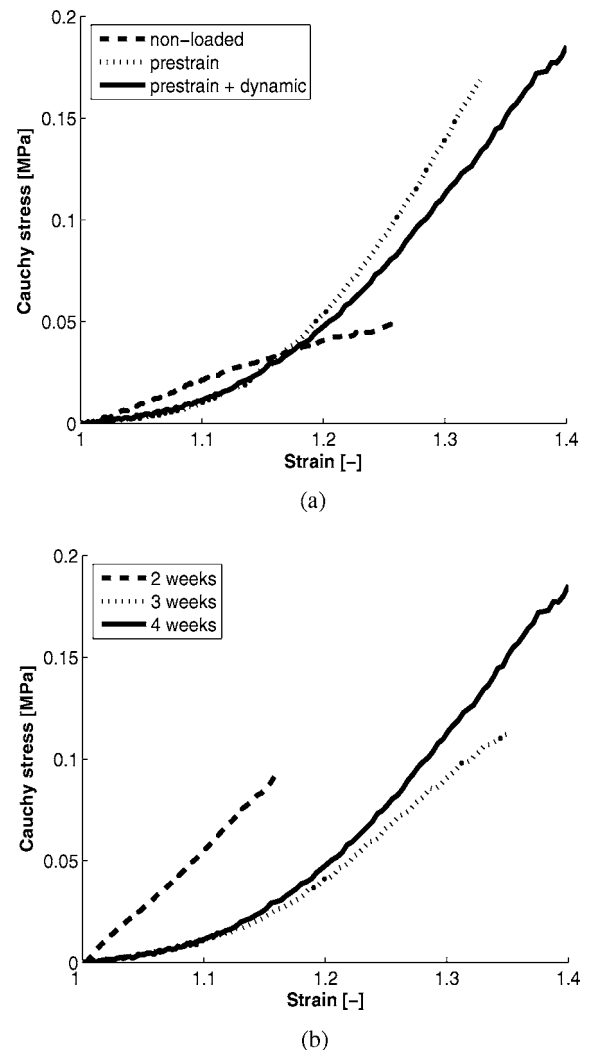 0.2
non-loaded
prestrain
prestrain + dynamic
0.15
Cauchy stress [MPa]
0.1
0.05
0
1
1.1
1.2
1.3
1.4
Strain [-]
(a)
0.2
2 weeks
3 weeks
4 weeks
0.15
Cauchy stress [MPa]
0.1
0.05
0
1
1.1
1.2
1.3
1.4
Strain [-]
(b)